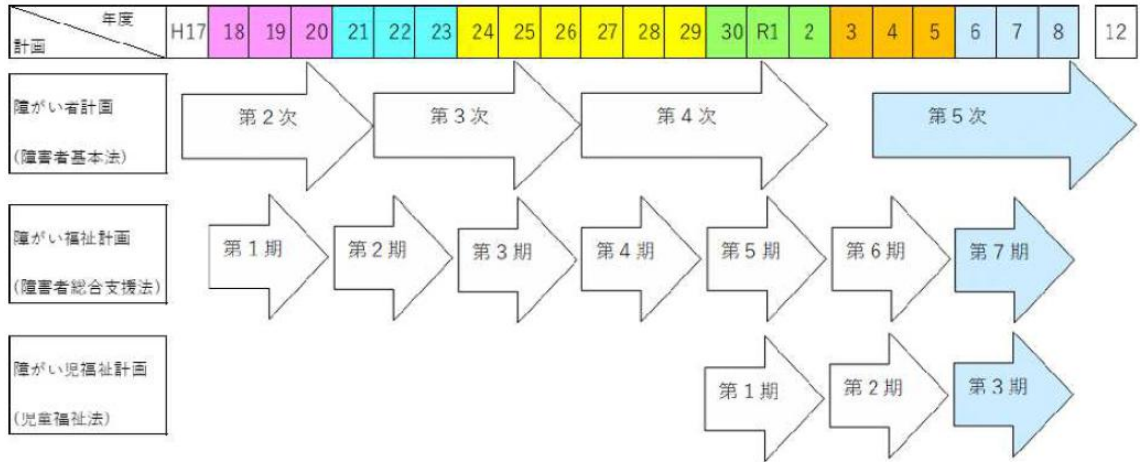 年度
計画
H17 18 19 20 21 22 23 24 25 26 27 28 29 30 R1 2 3 4 5 6 7 8 12
障がい者計画
(障害者基本法)
第2次 第3次 第4次 第5次
障がい福祉計画
(障害者総合支援法)
第1期 第2期 第3期 第4期 第5期 第6期 第7期
障がい児福祉計画
(児童福祉法)
第1期 第2期 第3期